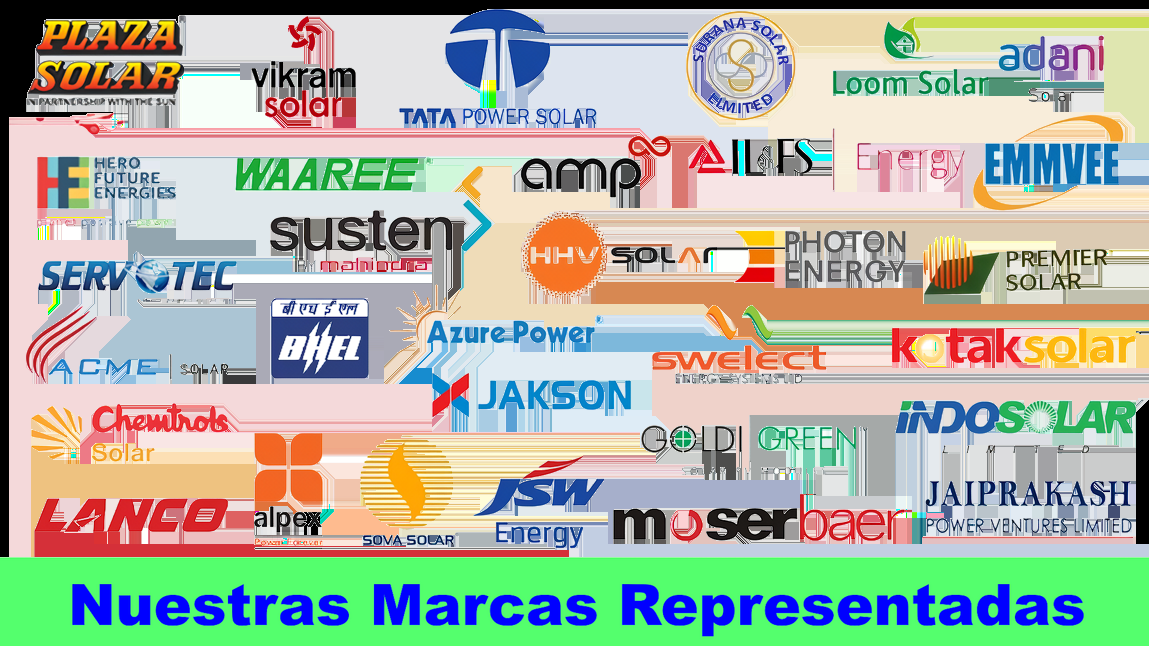 PLAZA
SOLAR
IN PARTNERSHIP WITH THE SUN
vikram
solar
TATA POWER SOLAR
SURANA SOLAR
LIMITED
Loom Solar
adani
Solar
HERO
FUTURE
ENERGIES
WAAREE
amp
IL&FS
Energy
EMMVEE
susten
mahindra
HHV SOLAR
PHOTON
ENERGY
PREMIER
SOLAR
SERVOTEC
बी एच ई एल
BHEL
Azure Power
ACME SOLAR
swelect
ENERGY SYSTEMS LTD
kotaksolar
JAKSON
Chemtrols
Solar
GOLDI GREEN
INDOSOLAR
LIMITED
LANCO
alpex
SOVA SOLAR
JSW
Energy
moserbaer
JAIPRAKASH
POWER VENTURES LIMITED
Nuestras Marcas Representadas